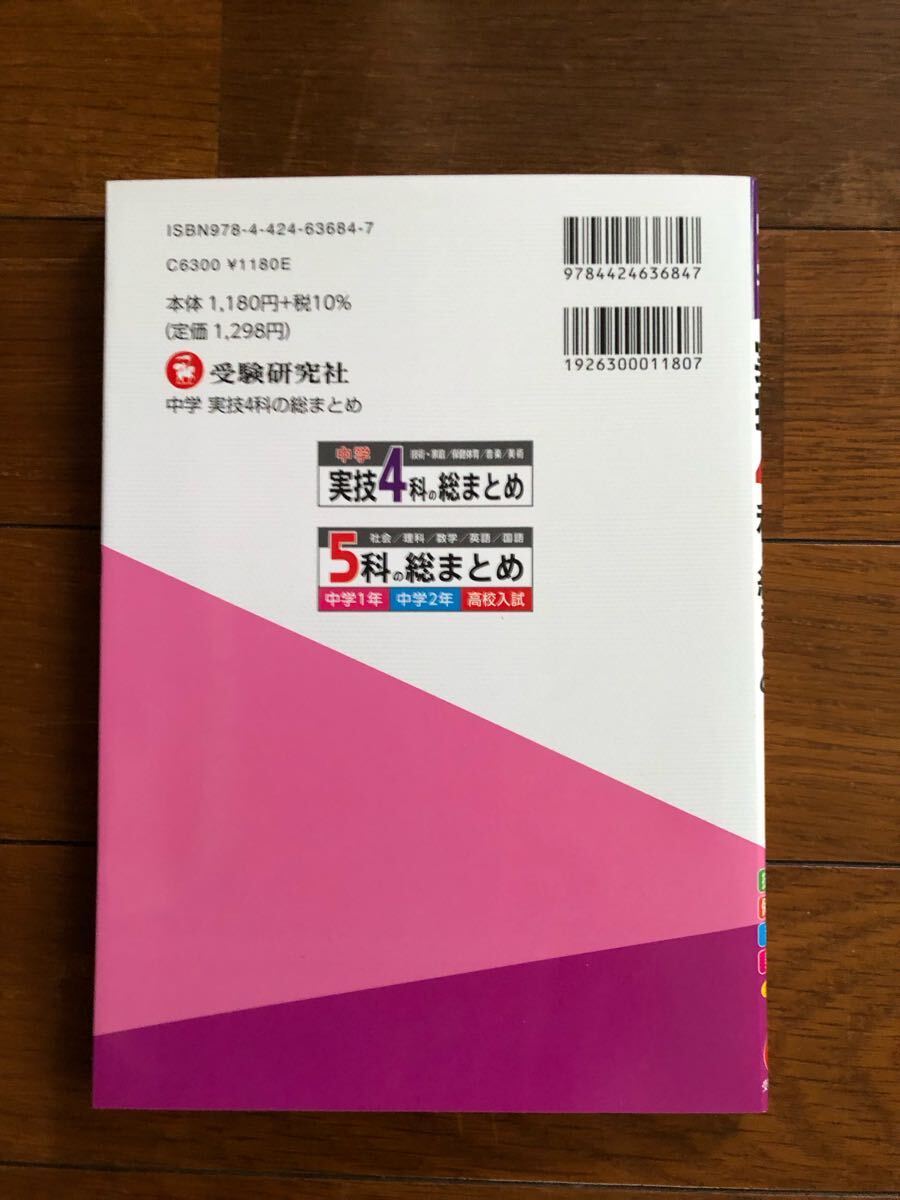 ISBN978-4-424-63684-7
C6300 ¥1180E
本体 1,180円+税10%
(定価 1,298円)
受験研究社
中学 実技4科の総まとめ
9784424636847
1926300011807
中学 技術・家庭/保健体育/音楽/美術
実技4科の総まとめ
社会/理科/数学/英語/国語
5科の総まとめ
中学1年 中学2年 高校入試